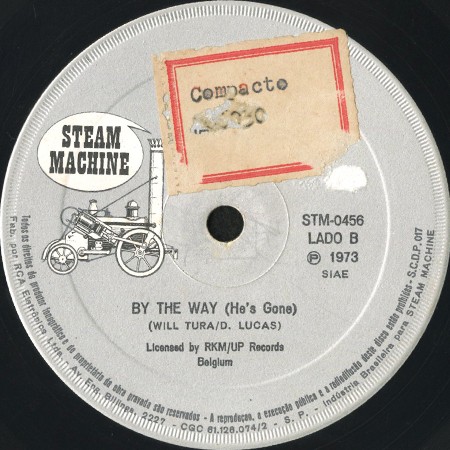 Compacto
STEAM
MACHINE
STM-0456
LADO B
℗ 1973
SIAE
BY THE WAY (He's Gone)
(WILL TURA/D. LUCAS)
Licensed by RKM/UP Records
Belgium
Todos os direitos do produtor fonográfico e do proprietário da obra gravada são reservados - A reprodução, a execução pública e a radiodifusão deste disco estão proibidos - S.C.D.P. 017
Fab. por RCA Eletrônica Ltda. - Av. Eng. Billings, 2227 - CGC 61.126.074/2 - S. P. - Indústria Brasileira para STEAM MACHINE